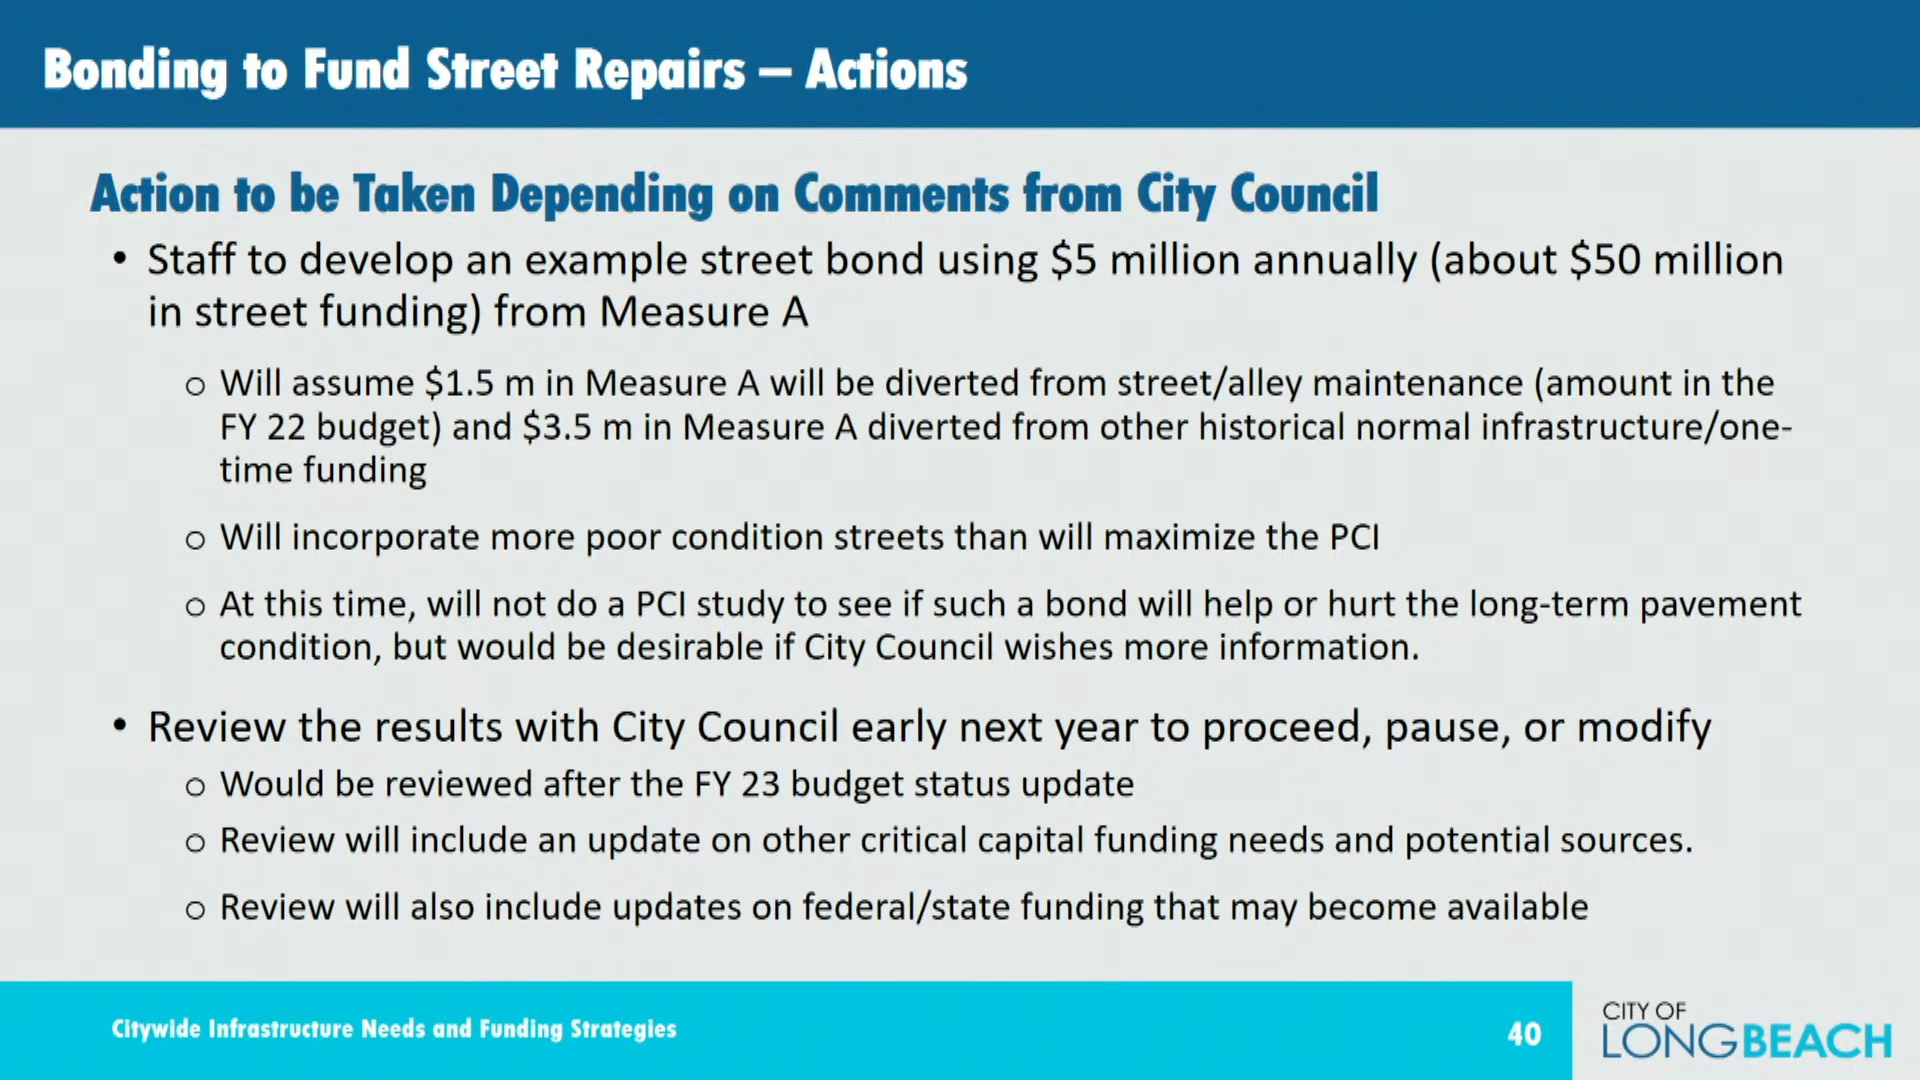 Bonding to Fund Street Repairs – Actions
Action to be Taken Depending on Comments from City Council
• Staff to develop an example street bond using $5 million annually (about $50 million
in street funding) from Measure A
o Will assume $1.5 m in Measure A will be diverted from street/alley maintenance (amount in the
FY 22 budget) and $3.5 m in Measure A diverted from other historical normal infrastructure/one-
time funding
o Will incorporate more poor condition streets than will maximize the PCI
o At this time, will not do a PCI study to see if such a bond will help or hurt the long-term pavement
condition, but would be desirable if City Council wishes more information.
• Review the results with City Council early next year to proceed, pause, or modify
o Would be reviewed after the FY 23 budget status update
o Review will include an update on other critical capital funding needs and potential sources.
o Review will also include updates on federal/state funding that may become available
Citywide Infrastructure Needs and Funding Strategies
40
CITY OF
LONGBEACH